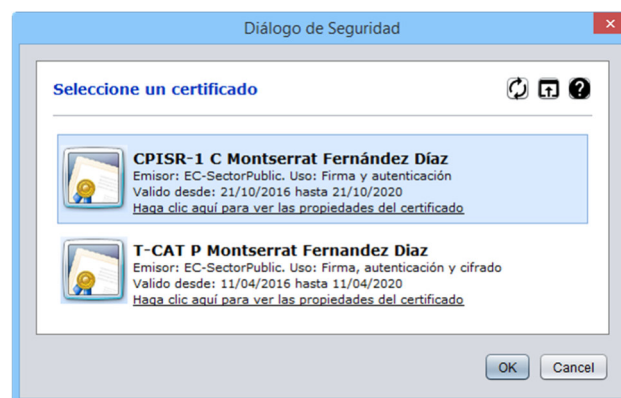 Diálogo de Seguridad
Seleccione un certificado
CPISR-1 C Montserrat Fernández Díaz
Emisor: EC-SectorPublic. Uso: Firma y autenticación
Valido desde: 21/10/2016 hasta 21/10/2020
Haga clic aquí para ver las propiedades del certificado
T-CAT P Montserrat Fernandez Diaz
Emisor: EC-SectorPublic. Uso: Firma, autenticación y cifrado
Valido desde: 11/04/2016 hasta 11/04/2020
Haga clic aquí para ver las propiedades del certificado
OK Cancel